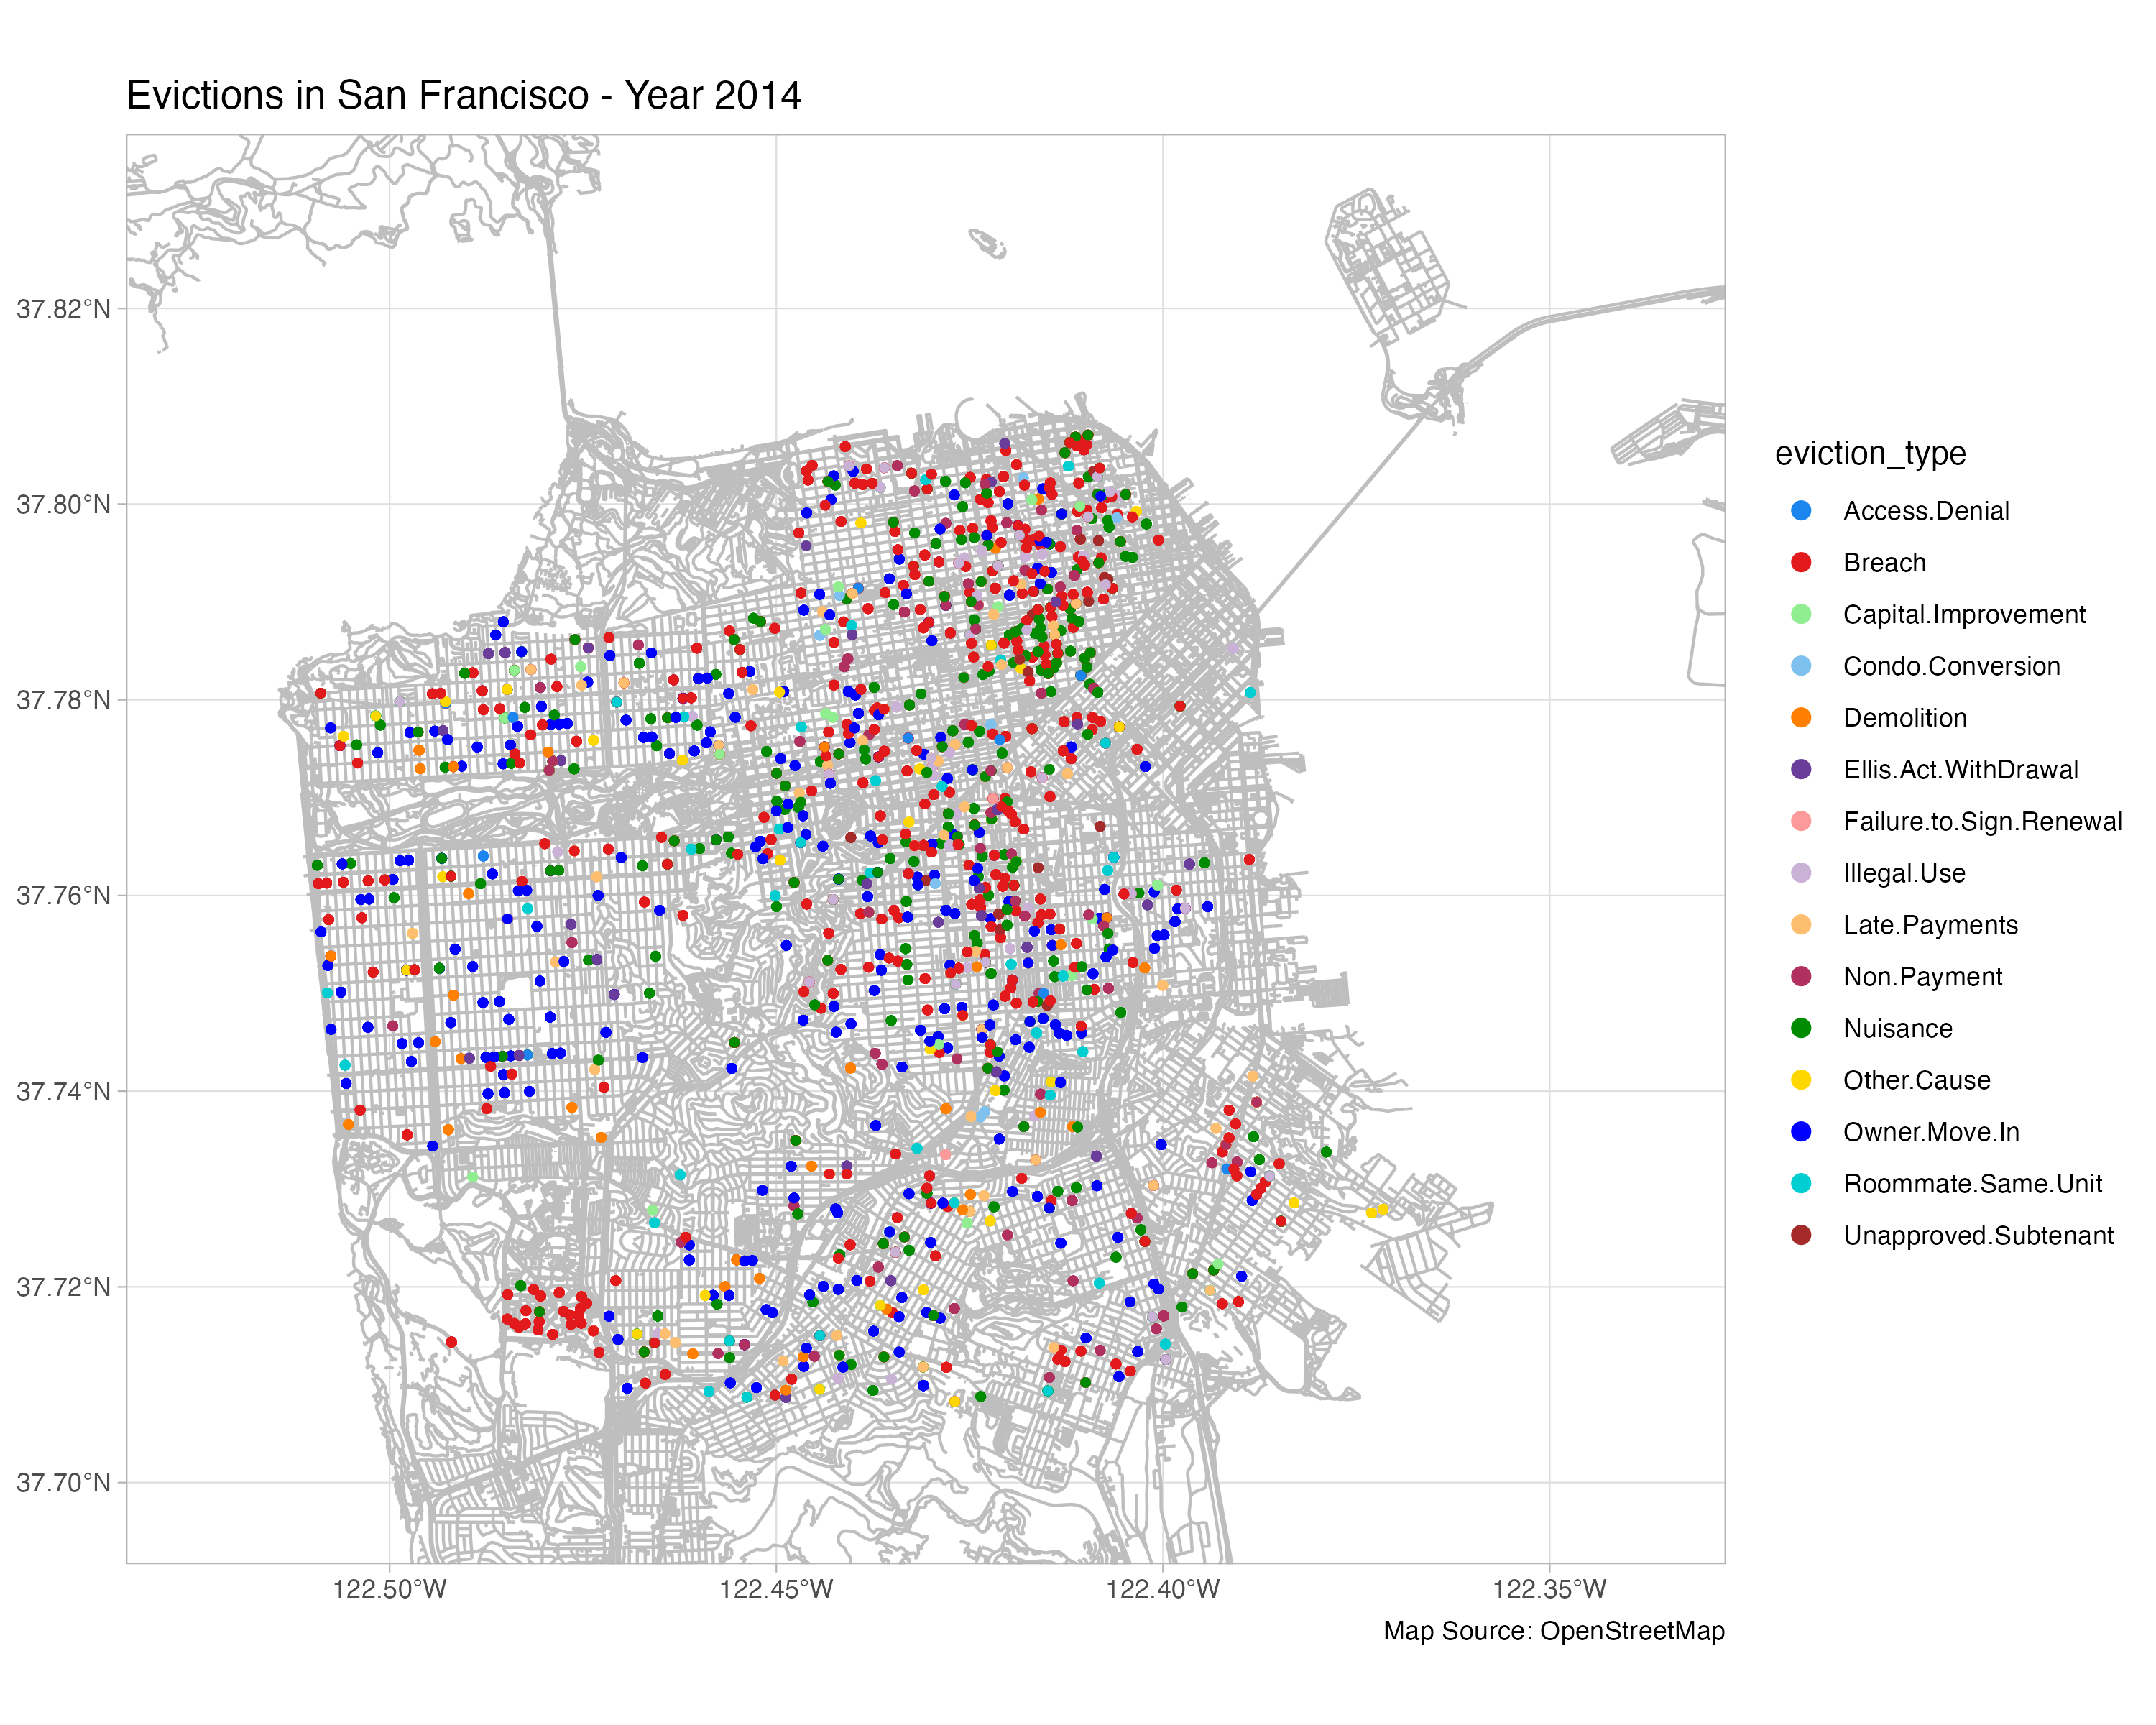 Evictions in San Francisco - Year 2014
37.82°N
37.80°N
37.78°N
37.76°N
37.74°N
37.72°N
37.70°N
122.50°W
122.45°W
122.40°W
122.35°W
Map Source: OpenStreetMap
eviction_type
Access.Denial
Breach
Capital.Improvement
Condo.Conversion
Demolition
Ellis.Act.WithDrawal
Failure.to.Sign.Renewal
Illegal.Use
Late.Payments
Non.Payment
Nuisance
Other.Cause
Owner.Move.In
Roommate.Same.Unit
Unapproved.Subtenant